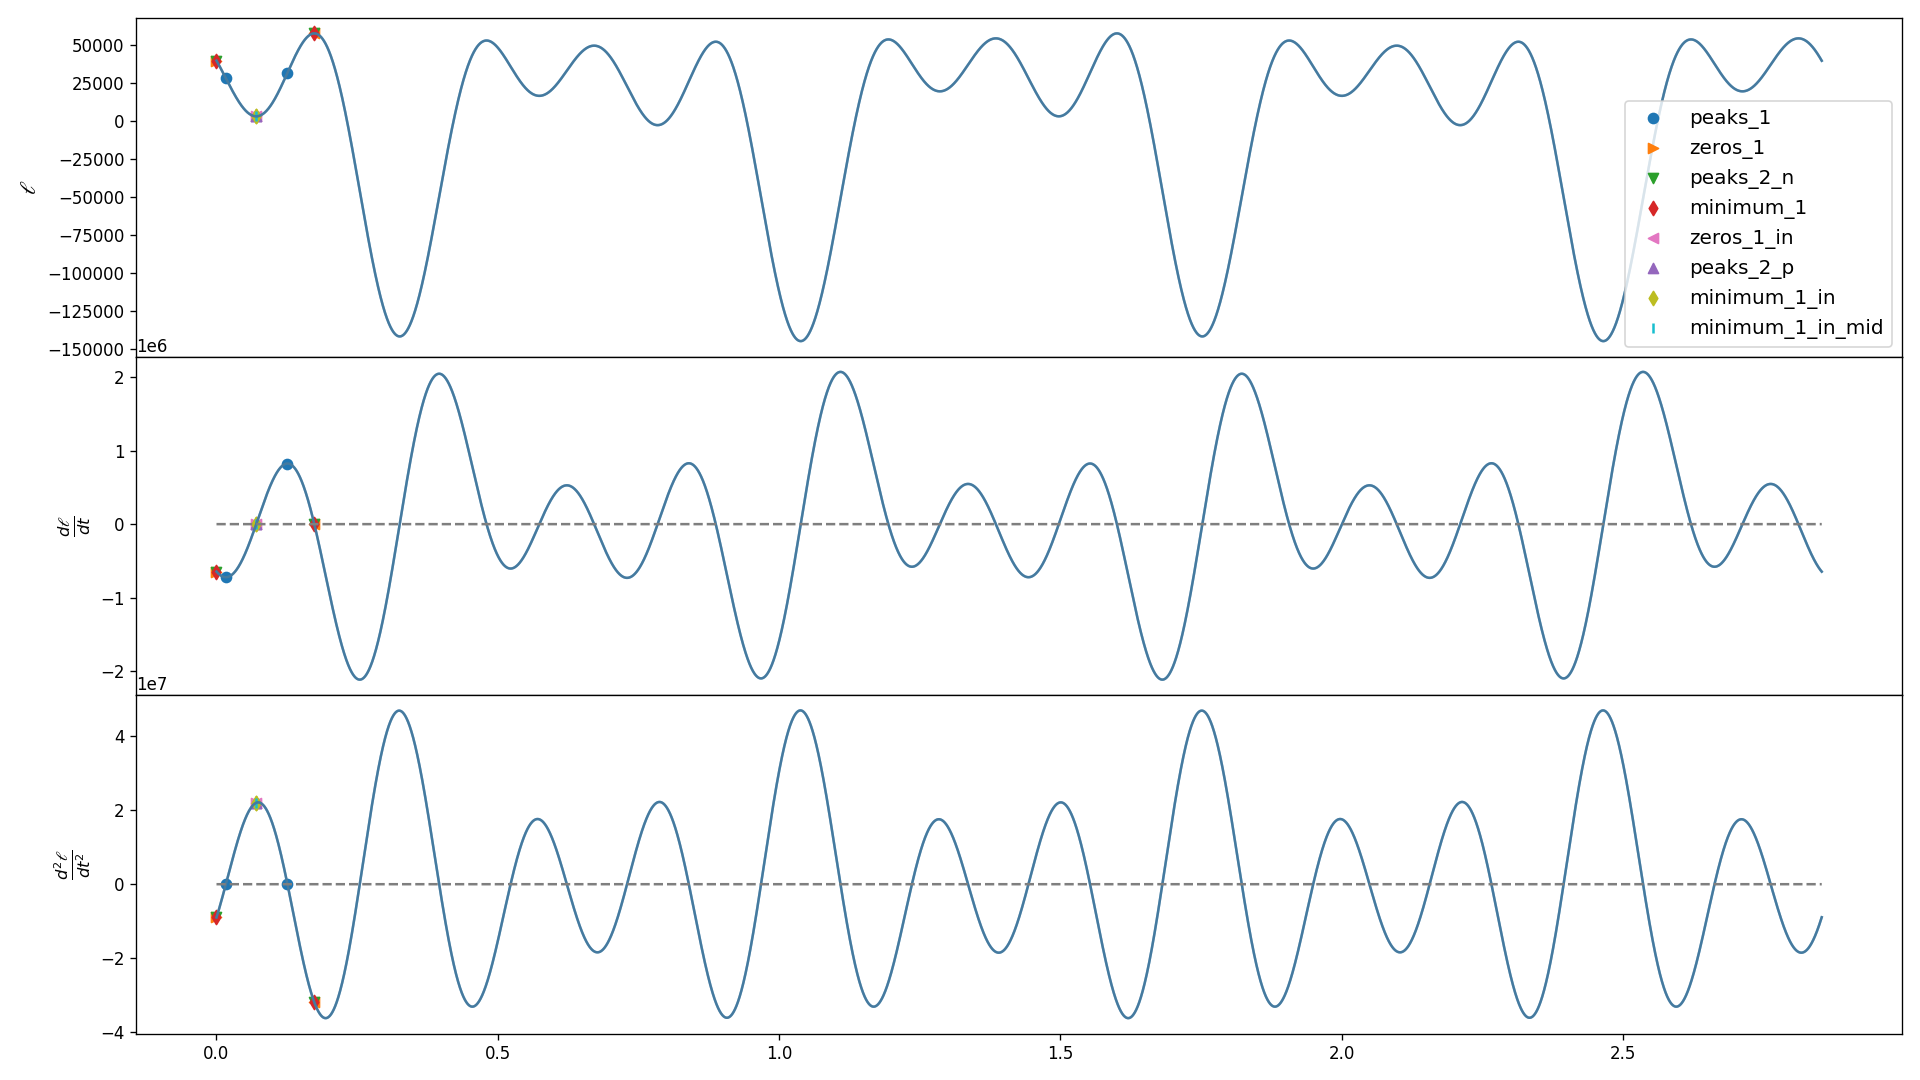 50000
25000
0
−25000
−50000
−75000
−100000
−125000
−150000
ℓ
peaks_1
zeros_1
peaks_2_n
minimum_1
zeros_1_in
peaks_2_p
minimum_1_in
minimum_1_in_mid
1e6
2
1
0
−1
−2
dℓ
dt
1e7
4
2
0
−2
−4
d²ℓ
dt²
0.0 0.5 1.0 1.5 2.0 2.5